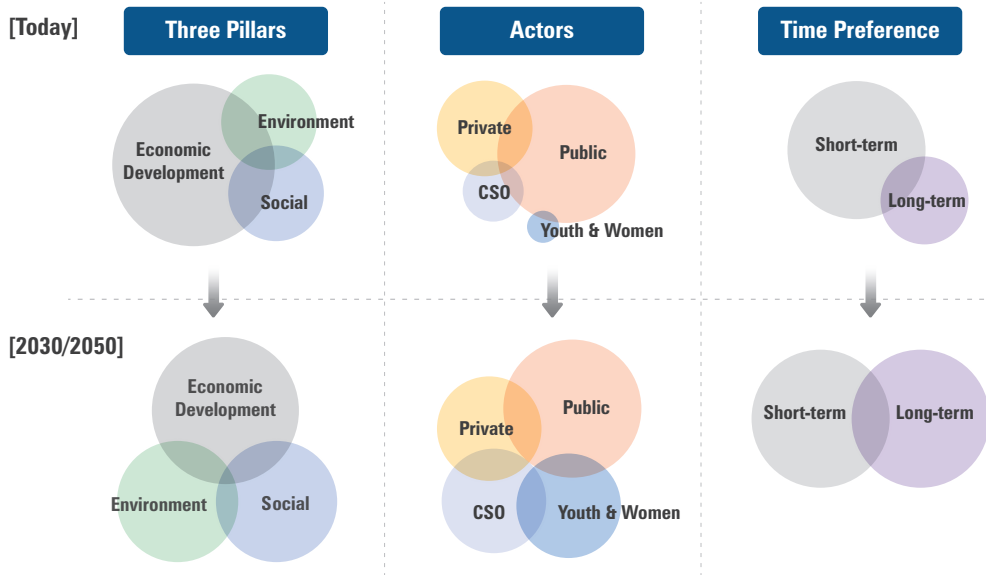 [Today]
Three Pillars
Actors
Time Preference
Environment
Economic
Development
Social
Private
Public
CSO
Youth & Women
Short-term
Long-term
[2030/2050]
Economic
Development
Environment
Social
Public
Private
CSO
Youth & Women
Short-term
Long-term